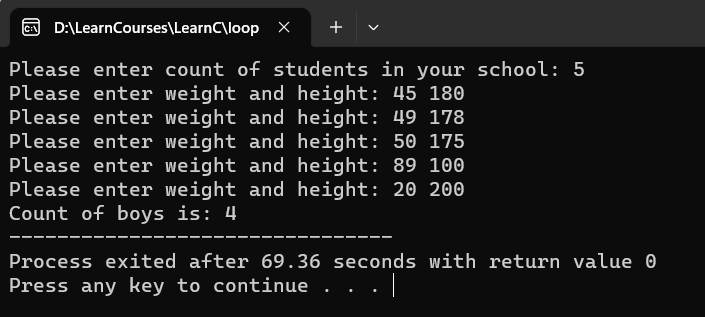 D:\LearnCourses\LearnC\loop
Please enter count of students in your school: 5
Please enter weight and height: 45 180
Please enter weight and height: 49 178
Please enter weight and height: 50 175
Please enter weight and height: 89 100
Please enter weight and height: 20 200
Count of boys is: 4
--------------------------------
Process exited after 69.36 seconds with return value 0
Press any key to continue . . .